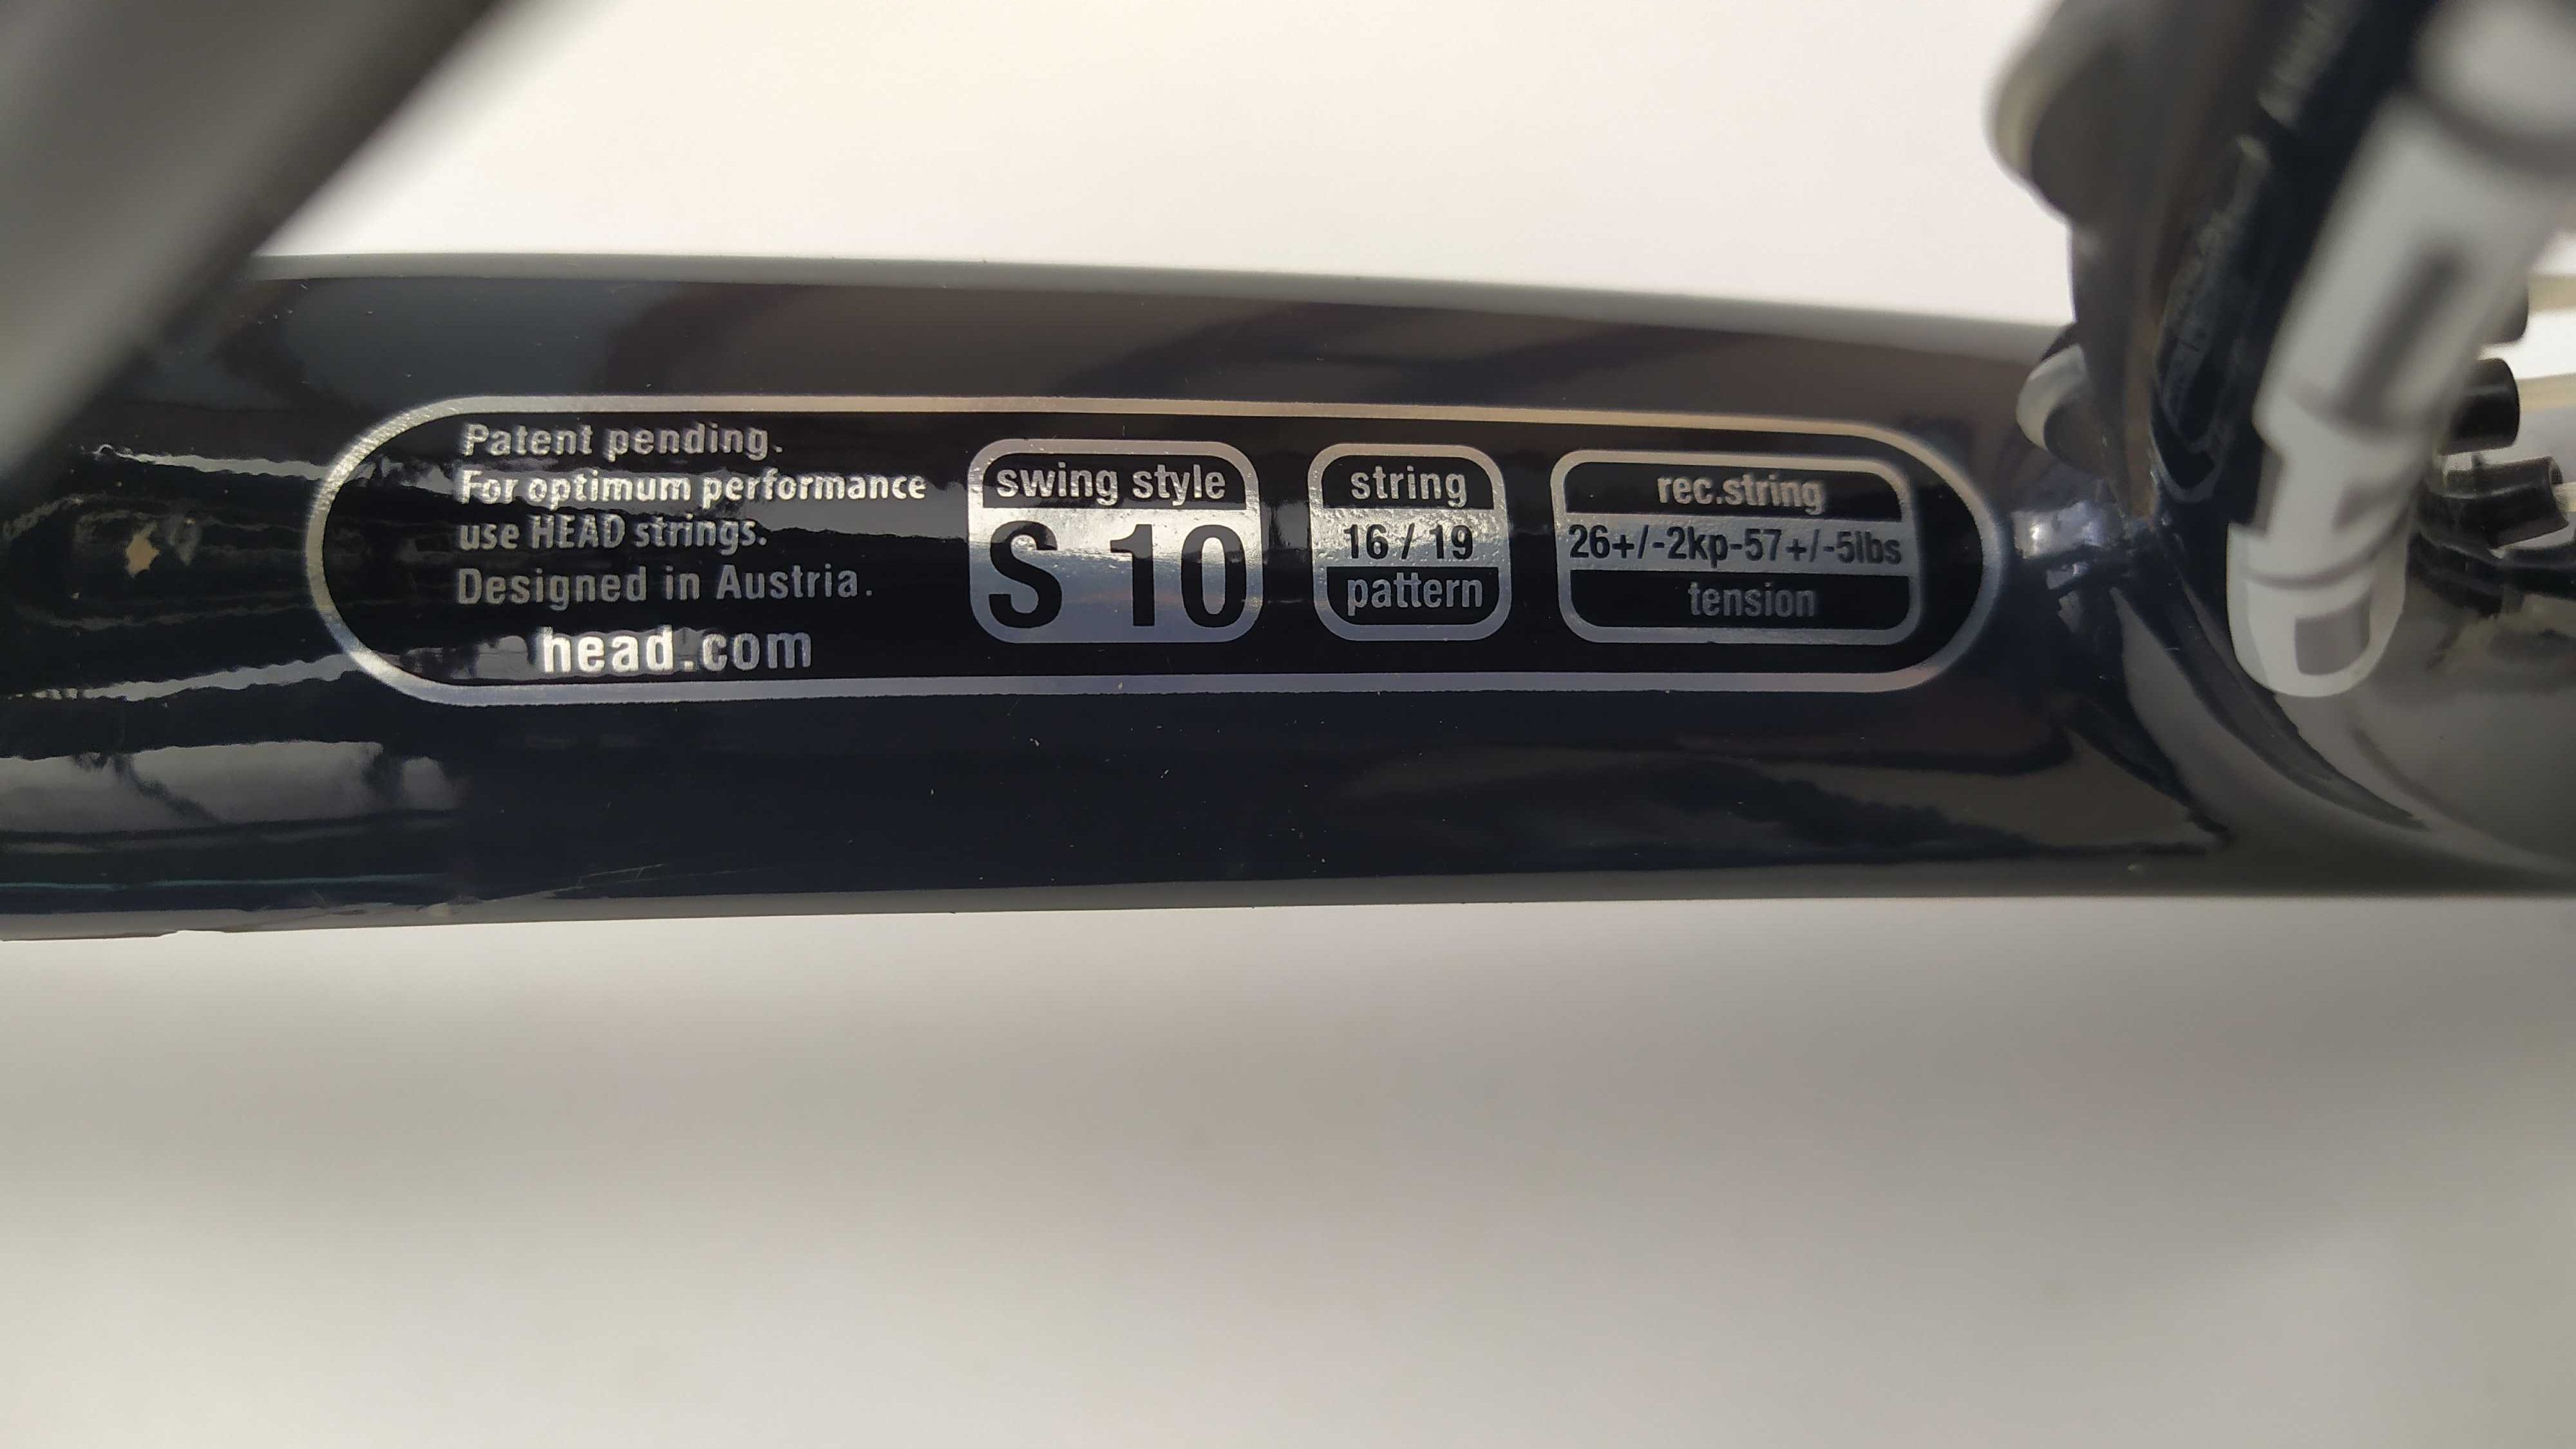 Patent pending.
For optimum performance
use HEAD strings.
Designed in Austria.
head.com
swing style
S 10
string
16 / 19
pattern
rec.string
26+/-2kp-57+/-5lbs
tension